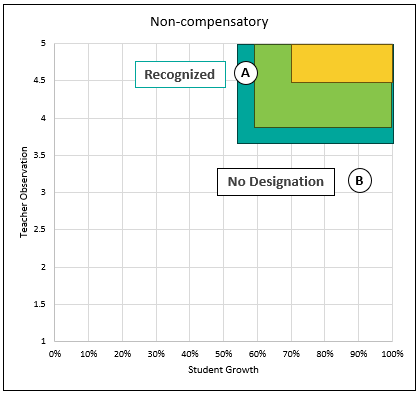 Non-compensatory
5
4.5
4
3.5
3
2.5
2
1.5
1
Teacher Observation
Recognized
A
No Designation
B
0% 10% 20% 30% 40% 50% 60% 70% 80% 90% 100%
Student Growth